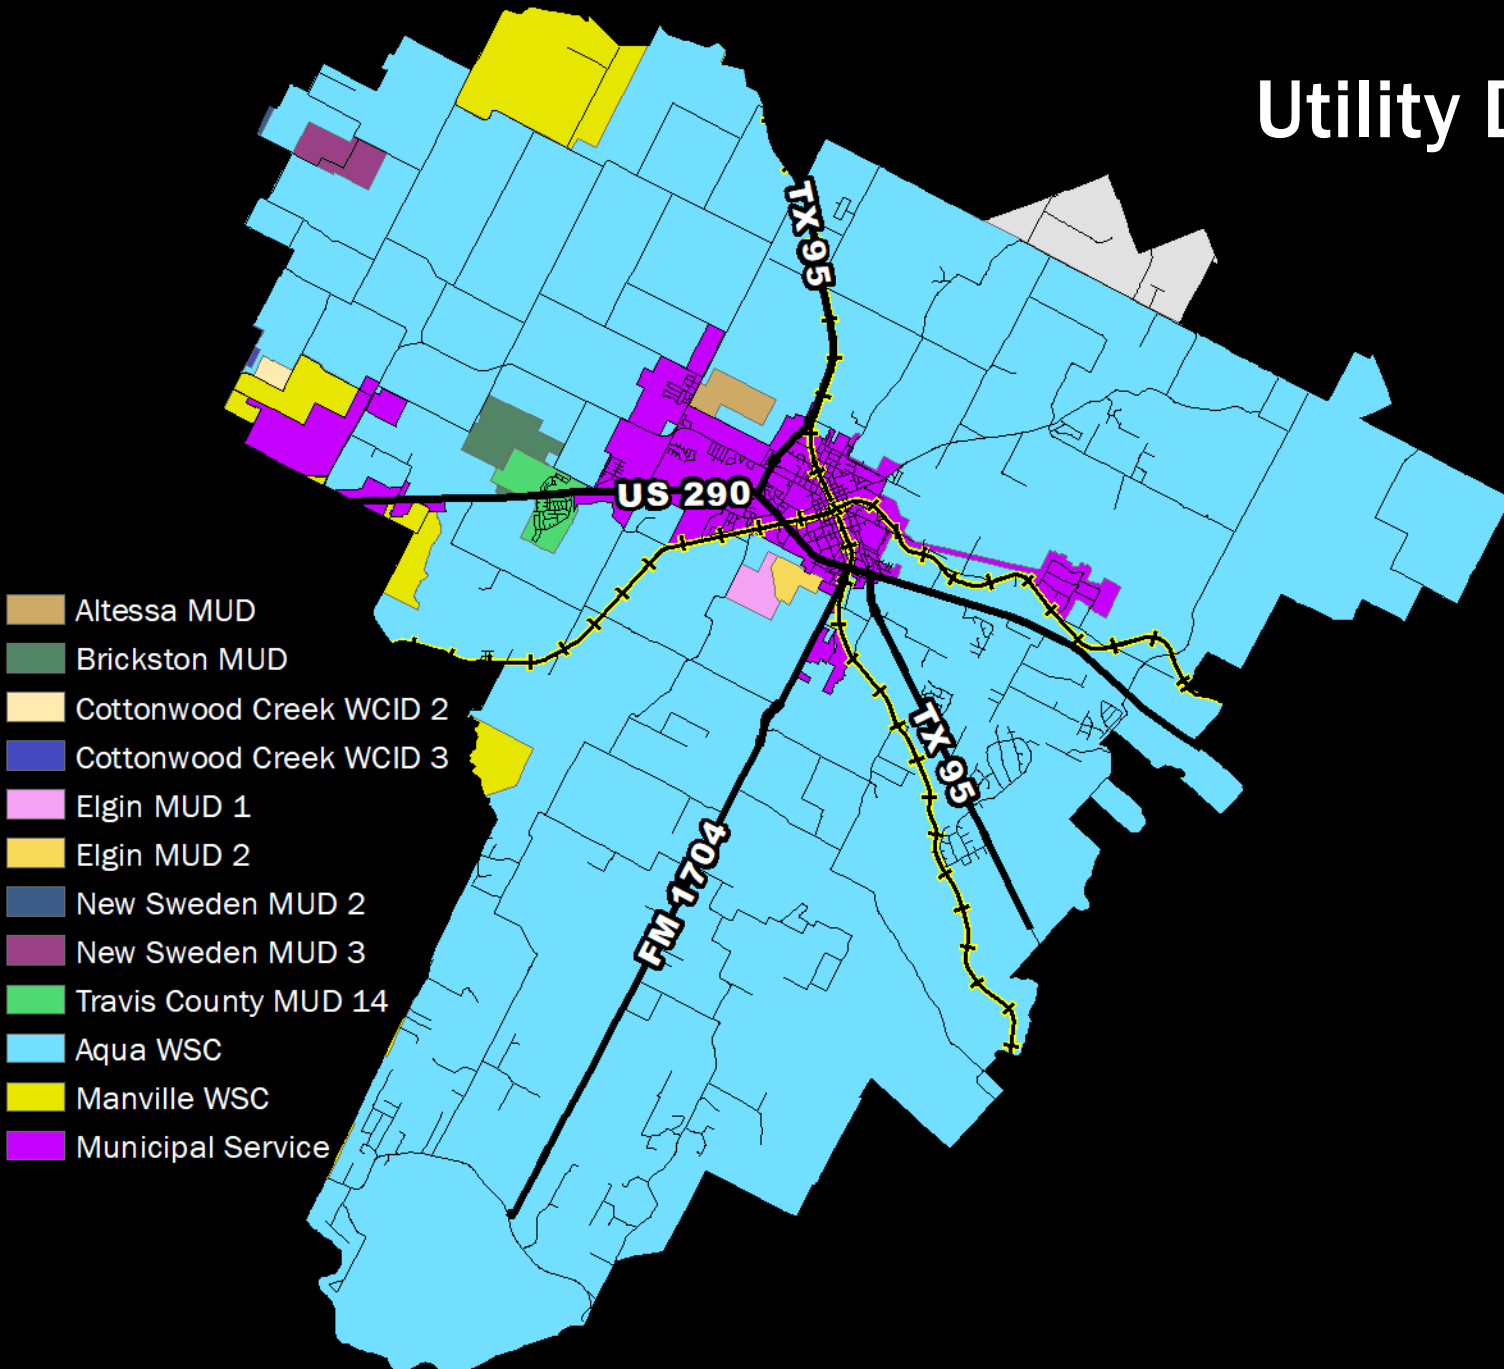 Utility
TX 95
US 290
TX 95
FM 1704
Altessa MUD
Brickston MUD
Cottonwood Creek WCID 2
Cottonwood Creek WCID 3
Elgin MUD 1
Elgin MUD 2
New Sweden MUD 2
New Sweden MUD 3
Travis County MUD 14
Aqua WSC
Manville WSC
Municipal Service